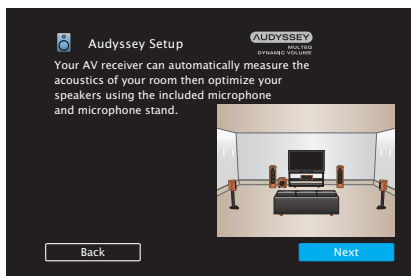 Audyssey Setup
AUDYSSEY
MULTEQ
DYNAMIC VOLUME
Your AV receiver can automatically measure the
acoustics of your room then optimize your
speakers using the included microphone
and microphone stand.
Back
Next